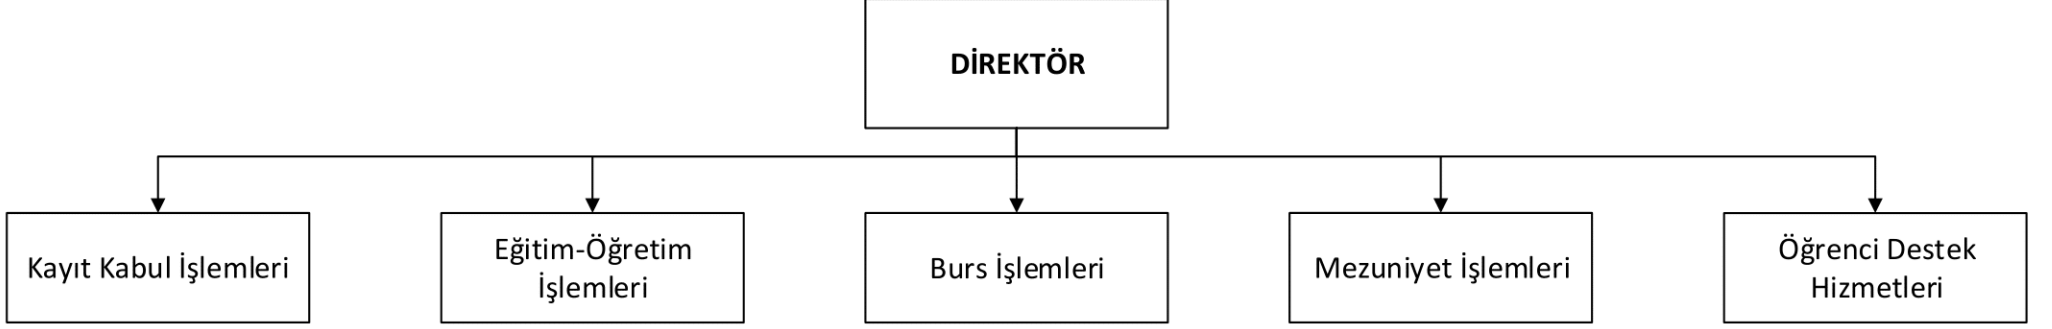 DİREKTÖR
Kayıt Kabul İşlemleri
Eğitim-Öğretim
İşlemleri
Burs İşlemleri
Mezuniyet İşlemleri
Öğrenci Destek
Hizmetleri